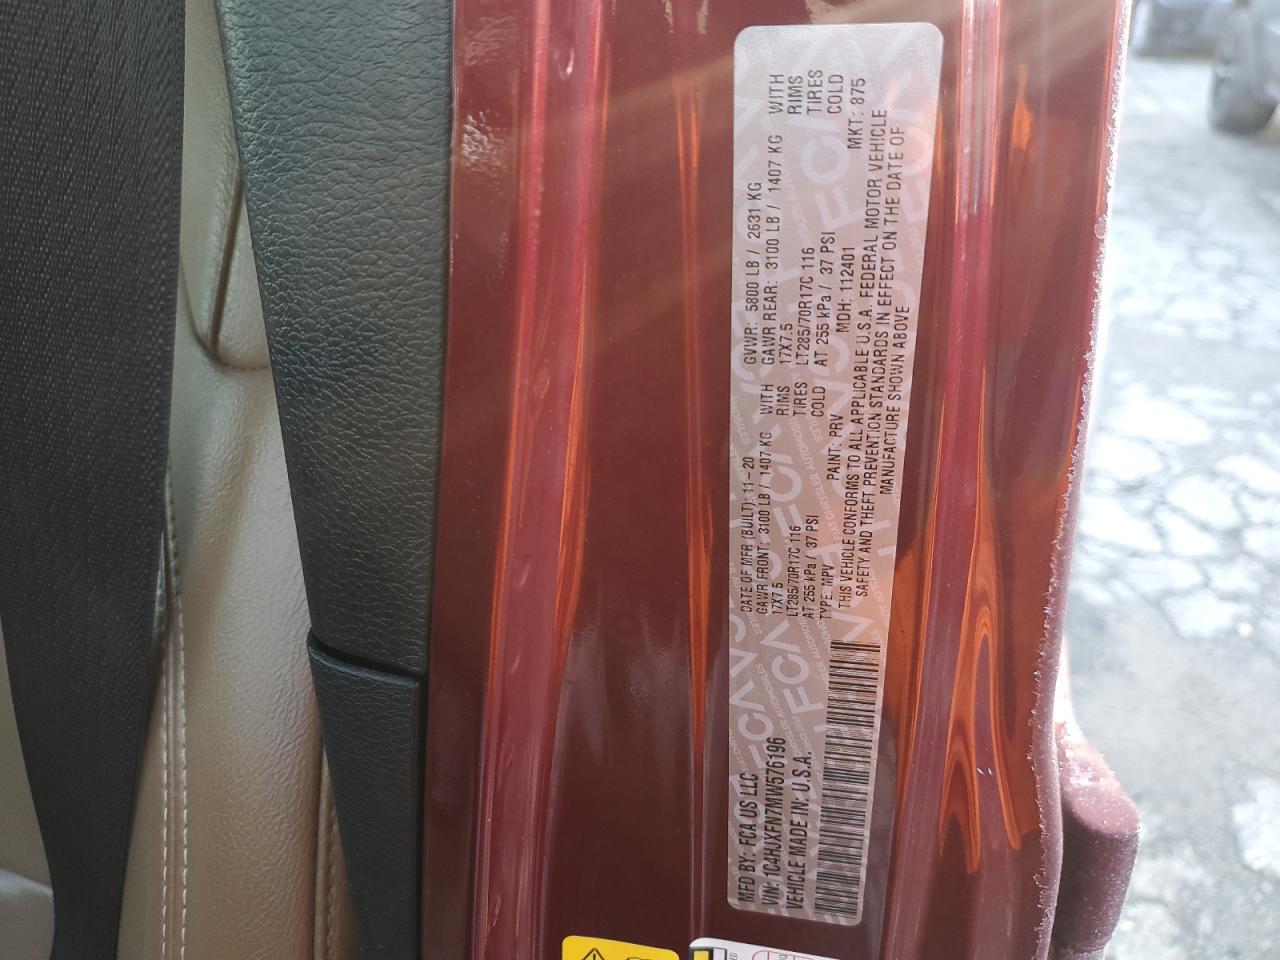 MFD BY: FCA US LLC
DATE OF MFR (BUILT): 11-20
GVWR: 5800 LB / 2631 KG
GAWR FRONT: 3100 LB / 1407 KG WITH
GAWR REAR: 3100 LB / 1407 KG WITH
17X7.5 RIMS
17X7.5 RIMS
LT285/70R17C 116 TIRES
LT285/70R17C 116 TIRES
AT 255 kPa / 37 PSI COLD
AT 255 kPa / 37 PSI COLD
VIN: 1C4HJXFN7MW576196
VEHICLE MADE IN: U.S.A.
TYPE: MPV PAINT: PRV MDH: 112401 MKT: 875
THIS VEHICLE CONFORMS TO ALL APPLICABLE U.S.A. FEDERAL MOTOR VEHICLE
SAFETY AND THEFT PREVENTION STANDARDS IN EFFECT ON THE DATE OF
MANUFACTURE SHOWN ABOVE
FCA
FIAT CHRYSLER AUTOMOBILES